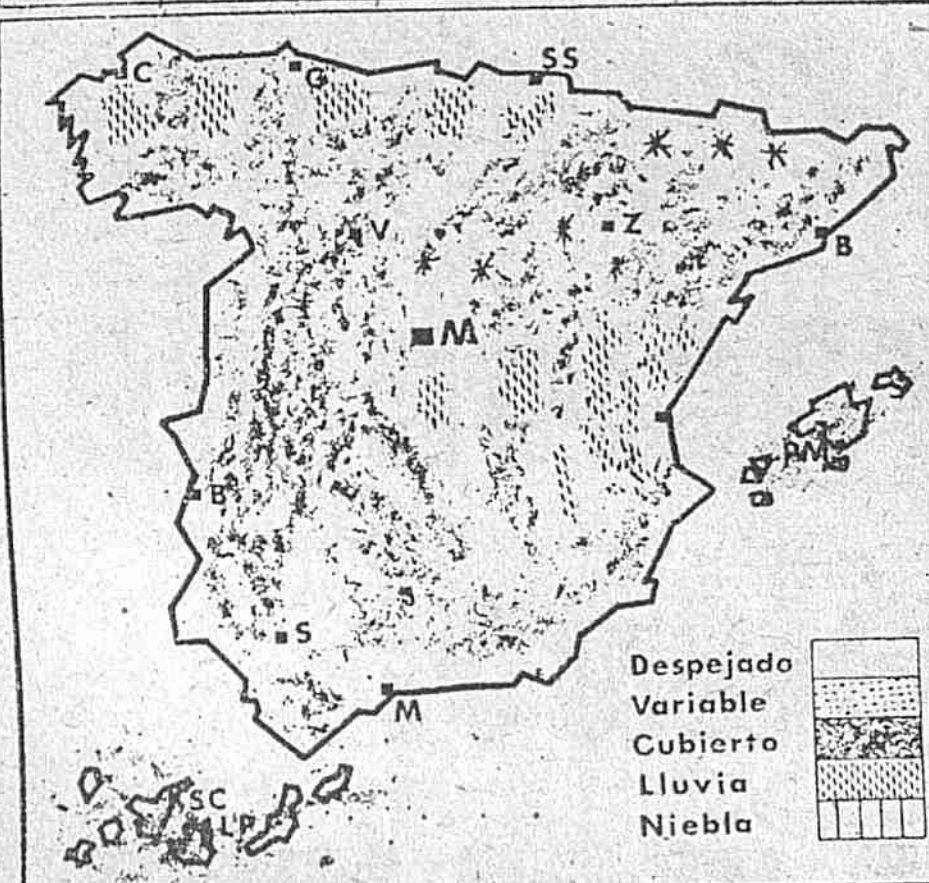 C
G
SS
V
Z
B
M
PM
B
J
S
M
SC
LP
Despejado
Variable
Cubierto
Lluvia
Niebla